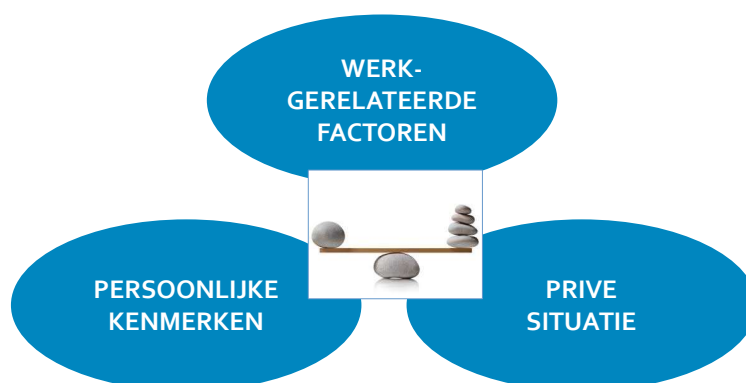 WERK-
GERELATEERDE
FACTOREN
PERSOONLIJKE
KENMERKEN
PRIVE
SITUATIE